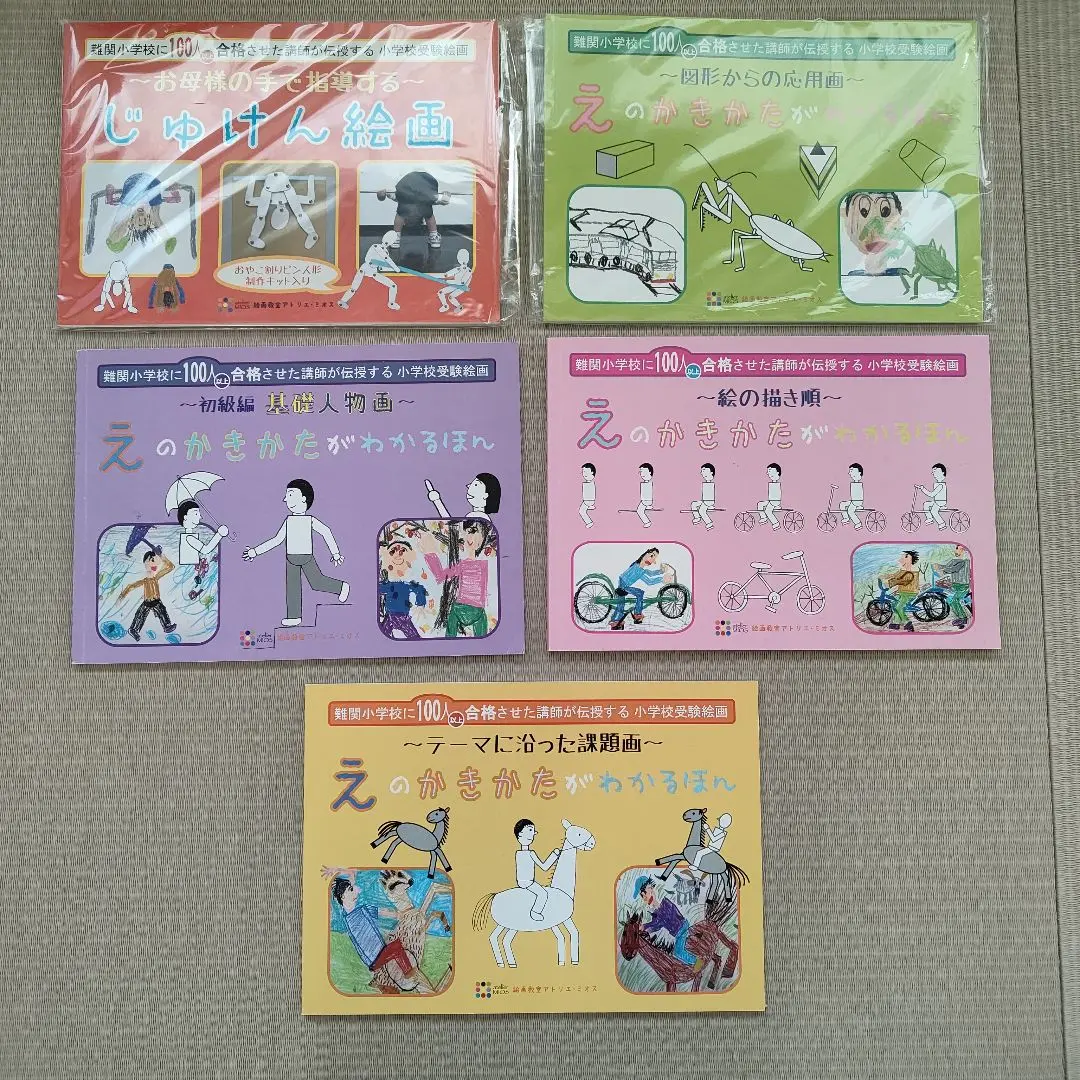 難関小学校に100人以上合格させた講師が伝授する 小学校受験絵画
～お母様の手で指導する～
じゅけん絵画
おやこ割りピン人形
制作キット入り
絵画教室アトリエ・ミオス
難関小学校に100人以上合格させた講師が伝授する 小学校受験絵画
～図形からの応用画～
えのかきかたがわかるほん
絵画教室アトリエ・ミオス
難関小学校に100人以上合格させた講師が伝授する 小学校受験絵画
～初級編 基礎人物画～
えのかきかたがわかるほん
atelier MIOS 絵画教室アトリエ・ミオス
難関小学校に100人以上合格させた講師が伝授する 小学校受験絵画
～絵の描き順～
えのかきかたがわかるほん
絵画教室アトリエ・ミオス
難関小学校に100人以上合格させた講師が伝授する 小学校受験絵画
～テーマに沿った課題画～
えのかきかたがわかるほん
atelier MIOS 絵画教室アトリエ・ミオス